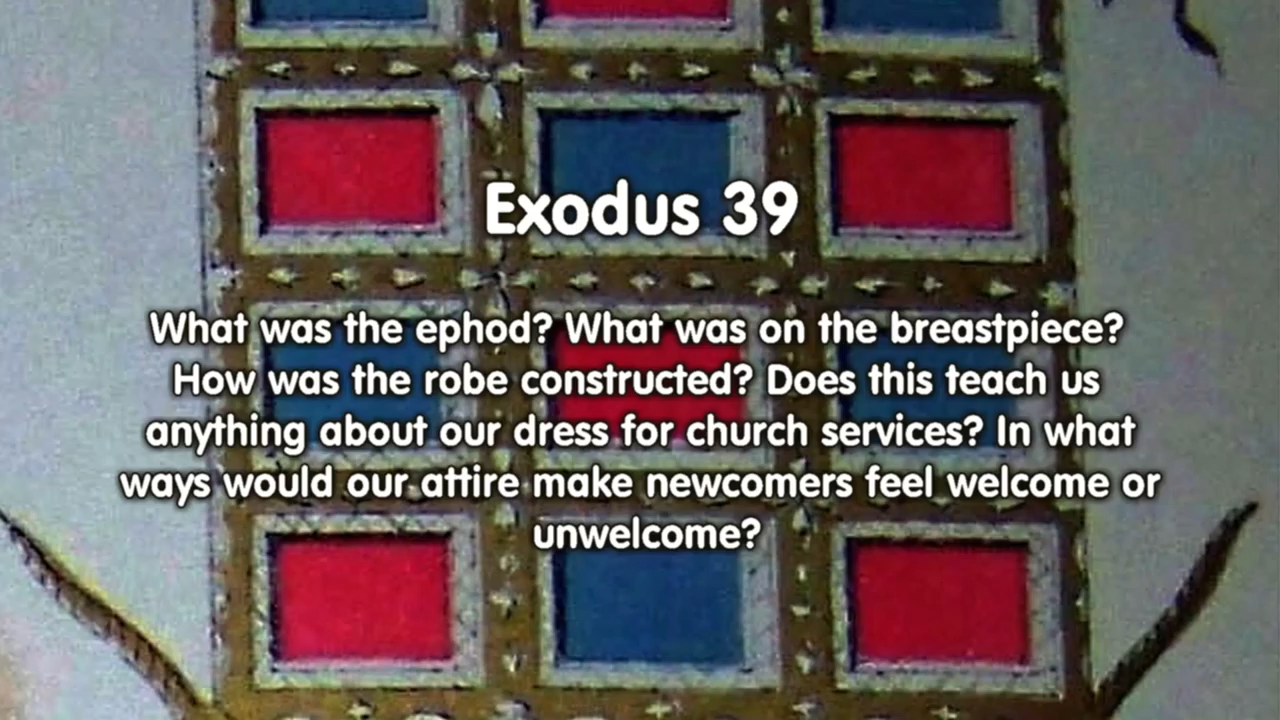 Exodus 39
What was the ephod? What was on the breastpiece?
How was the robe constructed? Does this teach us
anything about our dress for church services? In what
ways would our attire make newcomers feel welcome or
unwelcome?